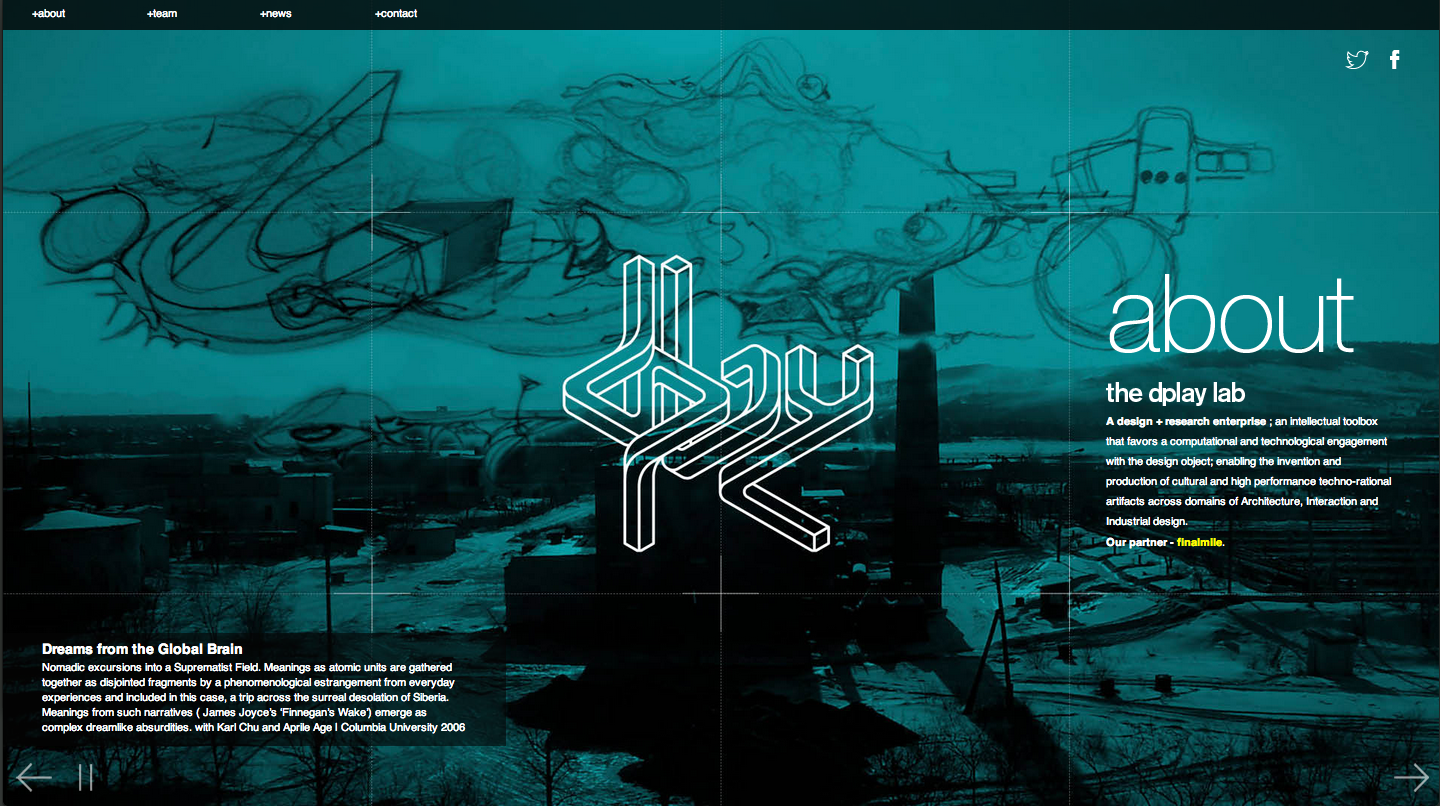 +about
+team
+news
+contact
dplay
about
the dplay lab
A design + research enterprise ; an intellectual toolbox
that favors a computational and technological engagement
with the design object; enabling the invention and
production of cultural and high performance techno-rational
artifacts across domains of Architecture, Interaction and
Industrial design.
Our partner - finalmile.
Dreams from the Global Brain
Nomadic excursions into a Suprematist Field. Meanings as atomic units are gathered
together as disjointed fragments by a phenomenological estrangement from everyday
experiences and included in this case, a trip across the surreal desolation of Siberia.
Meanings from such narratives ( James Joyce's 'Finnegan's Wake') emerge as
complex dreamlike absurdities. with Karl Chu and Aprile Age I Columbia University 2006